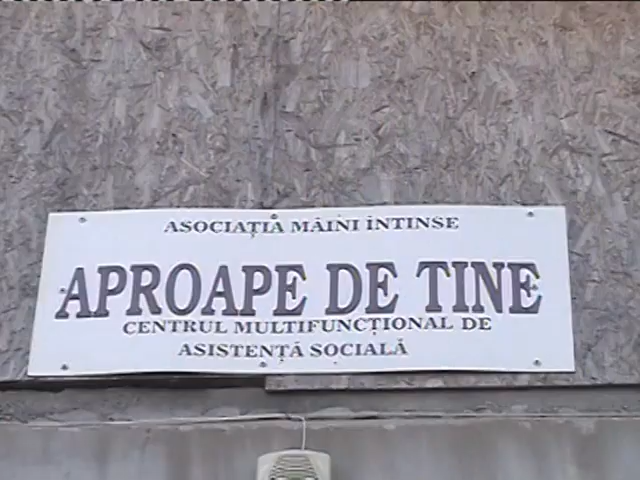 ASOCIAȚIA MÂINI ÎNTINSE
APROAPE DE TINE
CENTRUL MULTIFUNCȚIONAL DE
ASISTENȚĂ SOCIALĂ